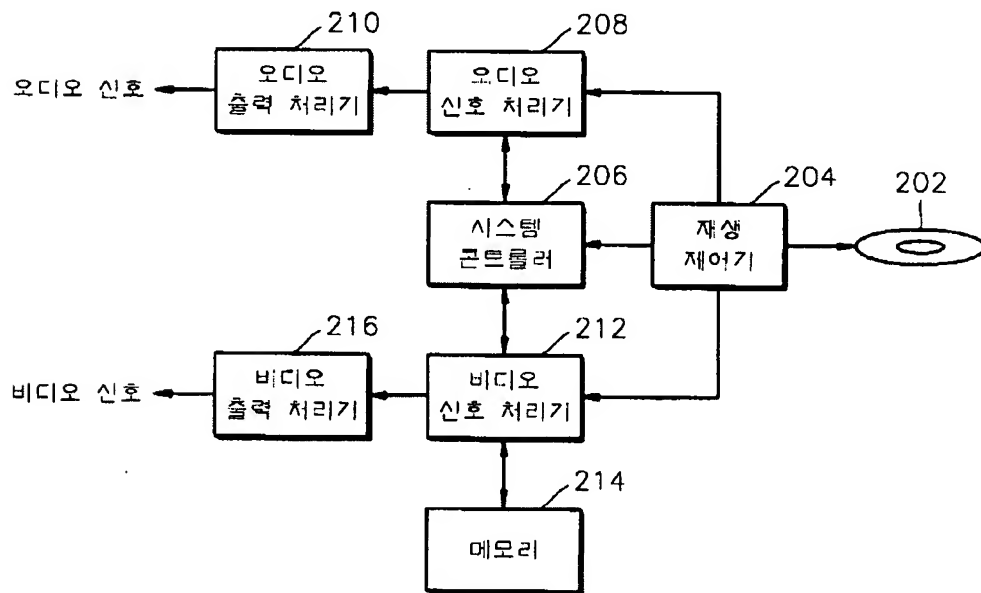 210
208
오디오 신호
오디오
출력 처리기
오디오
신호 처리기
206
204
202
시스템
콘트롤러
재생
제어기
216
212
비디오 신호
비디오
출력 처리기
비디오
신호 처리기
214
메모리